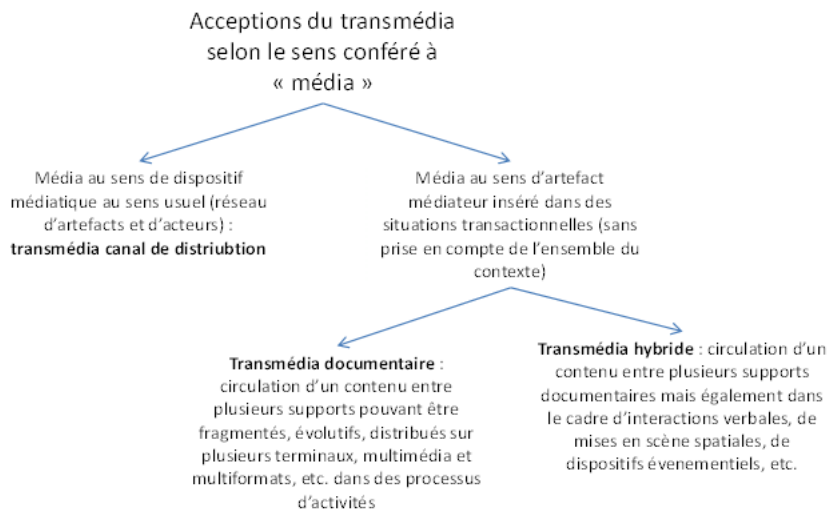 Acceptions du transmédia
selon le sens conféré à
« média »
Média au sens de dispositif
médiatique au sens usuel (réseau
d'artefacts et d'acteurs) :
transmédia canal de distriubtion
Média au sens d'artefact
médiateur inséré dans des
situations transactionnelles (sans
prise en compte de l'ensemble du
contexte)
Transmédia documentaire :
circulation d'un contenu entre
plusieurs supports pouvant être
fragmentés, évolutifs, distribués sur
plusieurs terminaux, multimédia et
multiformats, etc. dans des processus
d'activités
Transmédia hybride : circulation d'un
contenu entre plusieurs supports
documentaires mais également dans
le cadre d'interactions verbales, de
mises en scène spatiales, de
dispositifs évenementiels, etc.